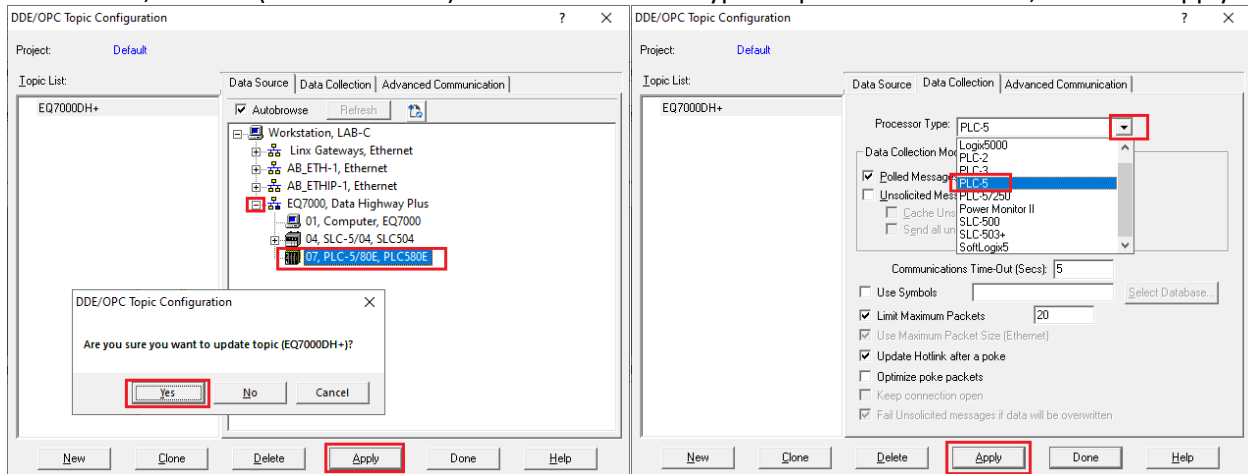 DDE/OPC Topic Configuration ? ×
Project: Default
Topic List:
EQ7000DH+
Data Source Data Collection Advanced Communication
Autobrowse Refresh
Workstation, LAB-C
Linx Gateways, Ethernet
AB_ETH-1, Ethernet
AB_ETHIP-1, Ethernet
EQ7000, Data Highway Plus
01, Computer, EQ7000
04, SLC-5/04, SLC504
07, PLC-5/80E, PLC580E
DDE/OPC Topic Configuration ×
Are you sure you want to update topic (EQ7000DH+)?
Yes No Cancel
New Clone Delete Apply Done Help
DDE/OPC Topic Configuration ? ×
Project: Default
Topic List:
EQ7000DH+
Data Source Data Collection Advanced Communication
Processor Type: PLC-5
Logix5000
PLC-2
PLC-3
PLC-5
PLC-5/250
Power Monitor II
SLC-500
SLC-503+
SoftLogix5
Data Collection Mo
Polled Message
Unsolicited Mes
Cache Uns
Send all un
Communications Time-Out (Secs): 5
Use Symbols Select Database...
Limit Maximum Packets 20
Use Maximum Packet Size (Ethernet)
Update Hotlink after a poke
Optimize poke packets
Keep connection open
Fail Unsolicited messages if data will be overwritten
New Clone Delete Apply Done Help